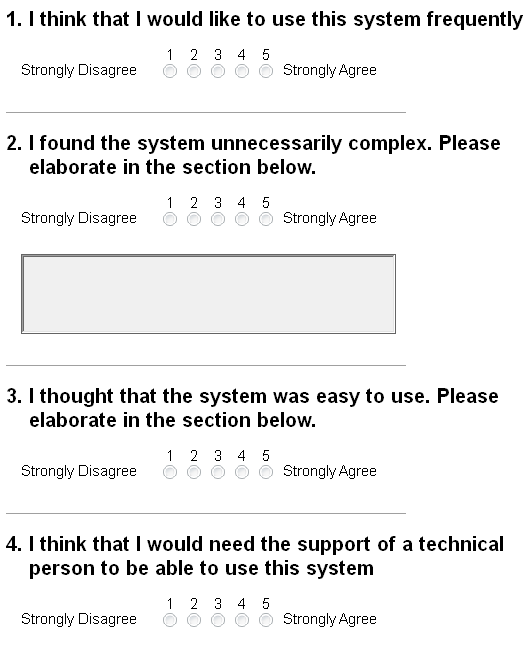 1. I think that I would like to use this system frequently
1 2 3 4 5
Strongly Disagree Strongly Agree
2. I found the system unnecessarily complex. Please
elaborate in the section below.
1 2 3 4 5
Strongly Disagree Strongly Agree
3. I thought that the system was easy to use. Please
elaborate in the section below.
1 2 3 4 5
Strongly Disagree Strongly Agree
4. I think that I would need the support of a technical
person to be able to use this system
1 2 3 4 5
Strongly Disagree Strongly Agree